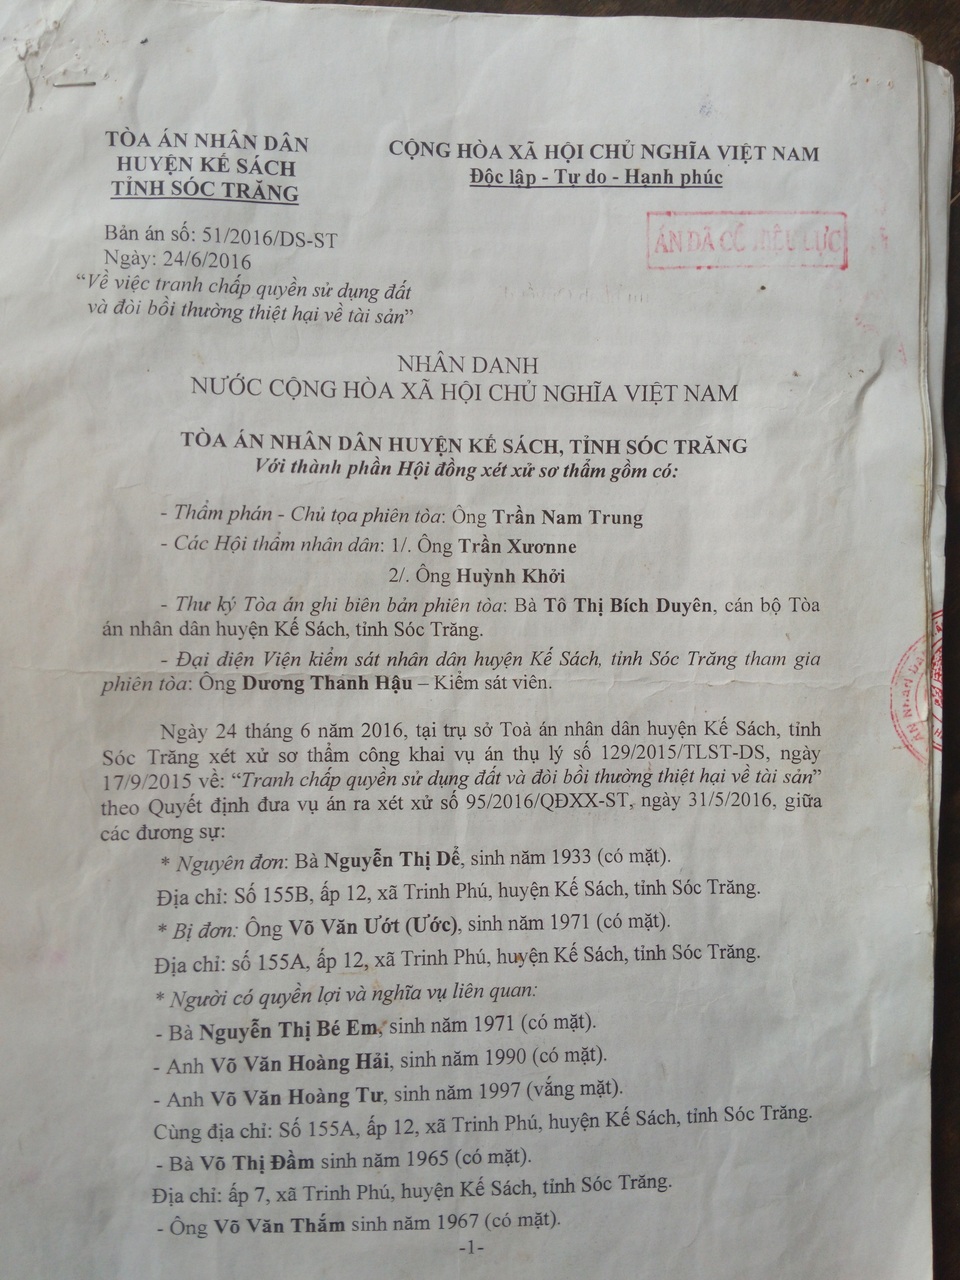 TÒA ÁN NHÂN DÂN
HUYỆN KẾ SÁCH
TỈNH SÓC TRĂNG
CỘNG HÒA XÃ HỘI CHỦ NGHĨA VIỆT NAM
Độc lập - Tự do - Hạnh phúc
Bản án số: 51/2016/DS-ST
Ngày: 24/6/2016
“Về việc tranh chấp quyền sử dụng đất
và đòi bồi thường thiệt hại về tài sản”
ÁN ĐÃ CÓ HIỆU LỰC
NHÂN DANH
NƯỚC CỘNG HÒA XÃ HỘI CHỦ NGHĨA VIỆT NAM
TÒA ÁN NHÂN DÂN HUYỆN KẾ SÁCH, TỈNH SÓC TRĂNG
Với thành phần Hội đồng xét xử sơ thẩm gồm có:
- Thẩm phán - Chủ tọa phiên tòa: Ông Trần Nam Trung
- Các Hội thẩm nhân dân: 1/. Ông Trần Xươnne
2/. Ông Huỳnh Khởi
- Thư ký Tòa án ghi biên bản phiên tòa: Bà Tô Thị Bích Duyên, cán bộ Tòa
án nhân dân huyện Kế Sách, tỉnh Sóc Trăng.
- Đại diện Viện kiểm sát nhân dân huyện Kế Sách, tỉnh Sóc Trăng tham gia
phiên tòa: Ông Dương Thanh Hậu – Kiểm sát viên.
Ngày 24 tháng 6 năm 2016, tại trụ sở Toà án nhân dân huyện Kế Sách, tỉnh
Sóc Trăng xét xử sơ thẩm công khai vụ án thụ lý số 129/2015/TLST-DS, ngày
17/9/2015 về: “Tranh chấp quyền sử dụng đất và đòi bồi thường thiệt hại về tài sản”
theo Quyết định đưa vụ án ra xét xử số 95/2016/QĐXX-ST, ngày 31/5/2016, giữa
các đương sự:
* Nguyên đơn: Bà Nguyễn Thị Dể, sinh năm 1933 (có mặt).
Địa chỉ: Số 155B, ấp 12, xã Trinh Phú, huyện Kế Sách, tỉnh Sóc Trăng.
* Bị đơn: Ông Võ Văn Ướt (Ước), sinh năm 1971 (có mặt).
Địa chỉ: số 155A, ấp 12, xã Trinh Phú, huyện Kế Sách, tỉnh Sóc Trăng.
* Người có quyền lợi và nghĩa vụ liên quan:
- Bà Nguyễn Thị Bé Em, sinh năm 1971 (có mặt).
- Anh Võ Văn Hoàng Hải, sinh năm 1990 (có mặt).
- Anh Võ Văn Hoàng Tư, sinh năm 1997 (vắng mặt).
Cùng địa chỉ: Số 155A, ấp 12, xã Trinh Phú, huyện Kế Sách, tỉnh Sóc Trăng.
- Bà Võ Thị Đầm sinh năm 1965 (có mặt).
Địa chỉ: ấp 7, xã Trinh Phú, huyện Kế Sách, tỉnh Sóc Trăng.
- Ông Võ Văn Thắm sinh năm 1967 (có mặt).
-1-